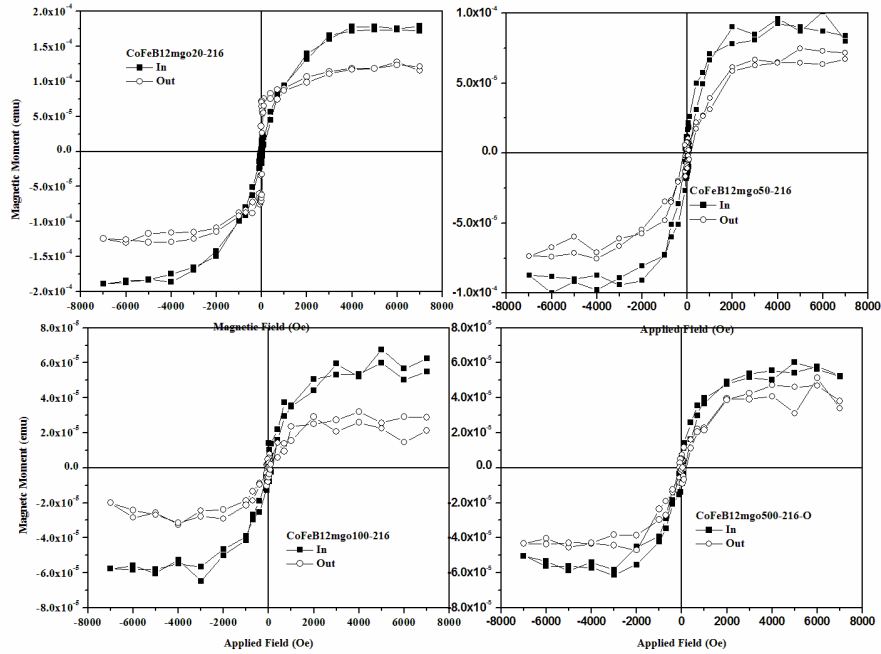 2.0x10⁻⁴
1.5x10⁻⁴
1.0x10⁻⁴
5.0x10⁻⁵
0.0
-5.0x10⁻⁵
-1.0x10⁻⁴
-1.5x10⁻⁴
-2.0x10⁻⁴
Magnetic Moment (emu)
CoFeB12mgo20-216
In
Out
-8000 -6000 -4000 -2000 0 2000 4000 6000 8000
Magnetic Field (Oe)
1.0x10⁻⁴
5.0x10⁻⁵
0.0
-5.0x10⁻⁵
-1.0x10⁻⁴
CoFeB12mgo50-216
In
Out
-8000 -6000 -4000 -2000 0 2000 4000 6000 8000
Applied Field (Oe)
8.0x10⁻⁵
6.0x10⁻⁵
4.0x10⁻⁵
2.0x10⁻⁵
0.0
-2.0x10⁻⁵
-4.0x10⁻⁵
-6.0x10⁻⁵
-8.0x10⁻⁵
Magnetic Moment (emu)
CoFeB12mgo100-216
In
Out
-8000 -6000 -4000 -2000 0 2000 4000 6000 8000
Applied Field (Oe)
8.0x10⁻⁵
6.0x10⁻⁵
4.0x10⁻⁵
2.0x10⁻⁵
0.0
-2.0x10⁻⁵
-4.0x10⁻⁵
-6.0x10⁻⁵
-8.0x10⁻⁵
CoFeB12mgo500-216-O
In
Out
-8000 -6000 -4000 -2000 0 2000 4000 6000 8000
Applied Field (Oe)